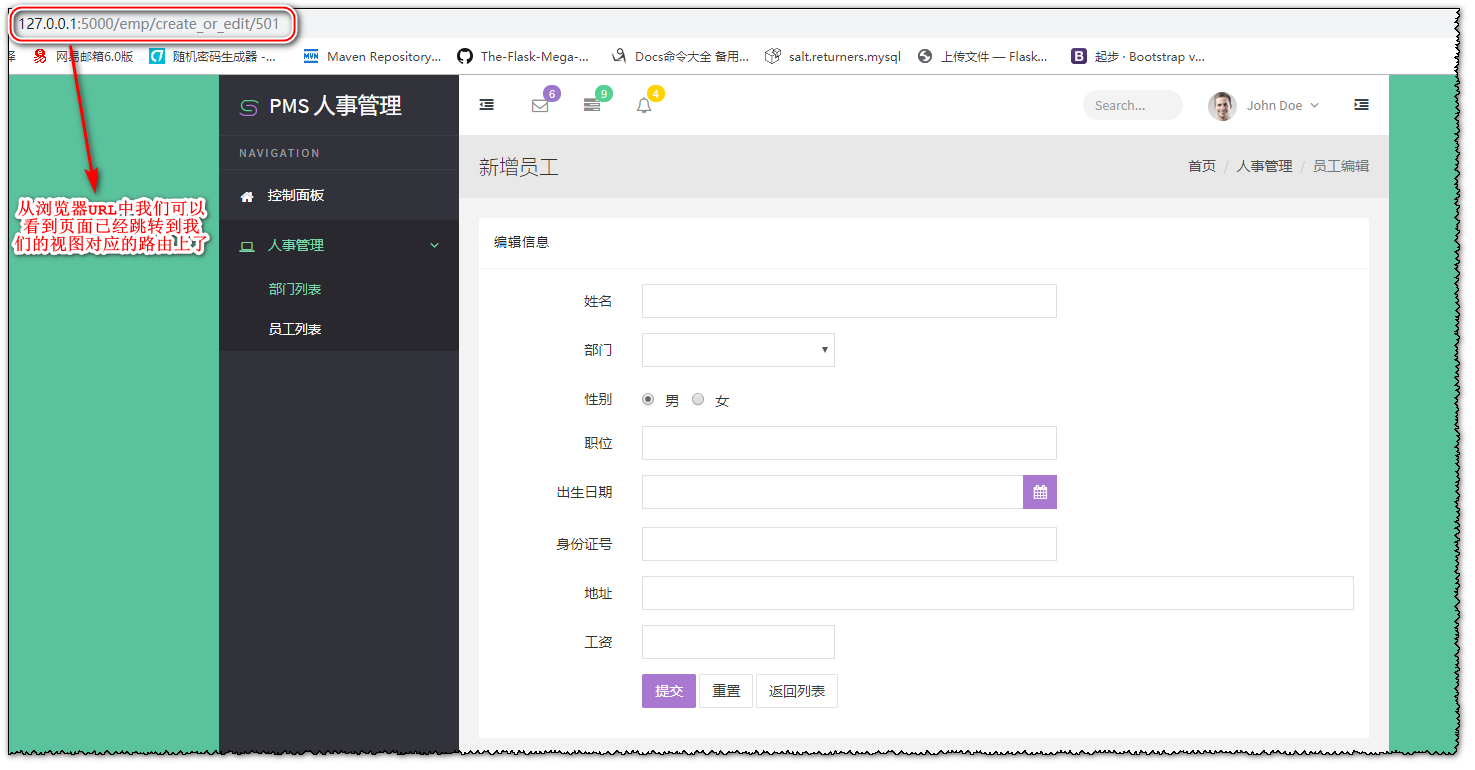 127.0.0.1:5000/emp/create_or_edit/501
网易邮箱6.0版 随机密码生成器 -... Maven Repository... The-Flask-Mega-... Docs命令大全 备用... salt.returners.mysql 上传文件 — Flask... 起步 · Bootstrap v...
PMS 人事管理
6 9 4
Search...
John Doe
NAVIGATION
控制面板
人事管理
部门列表
员工列表
从浏览器URL中我们可以
看到页面已经跳转到我
们的视图对应的路由上了
新增员工
首页 / 人事管理 / 员工编辑
编辑信息
姓名
部门
性别 男 女
职位
出生日期
身份证号
地址
工资
提交 重置 返回列表